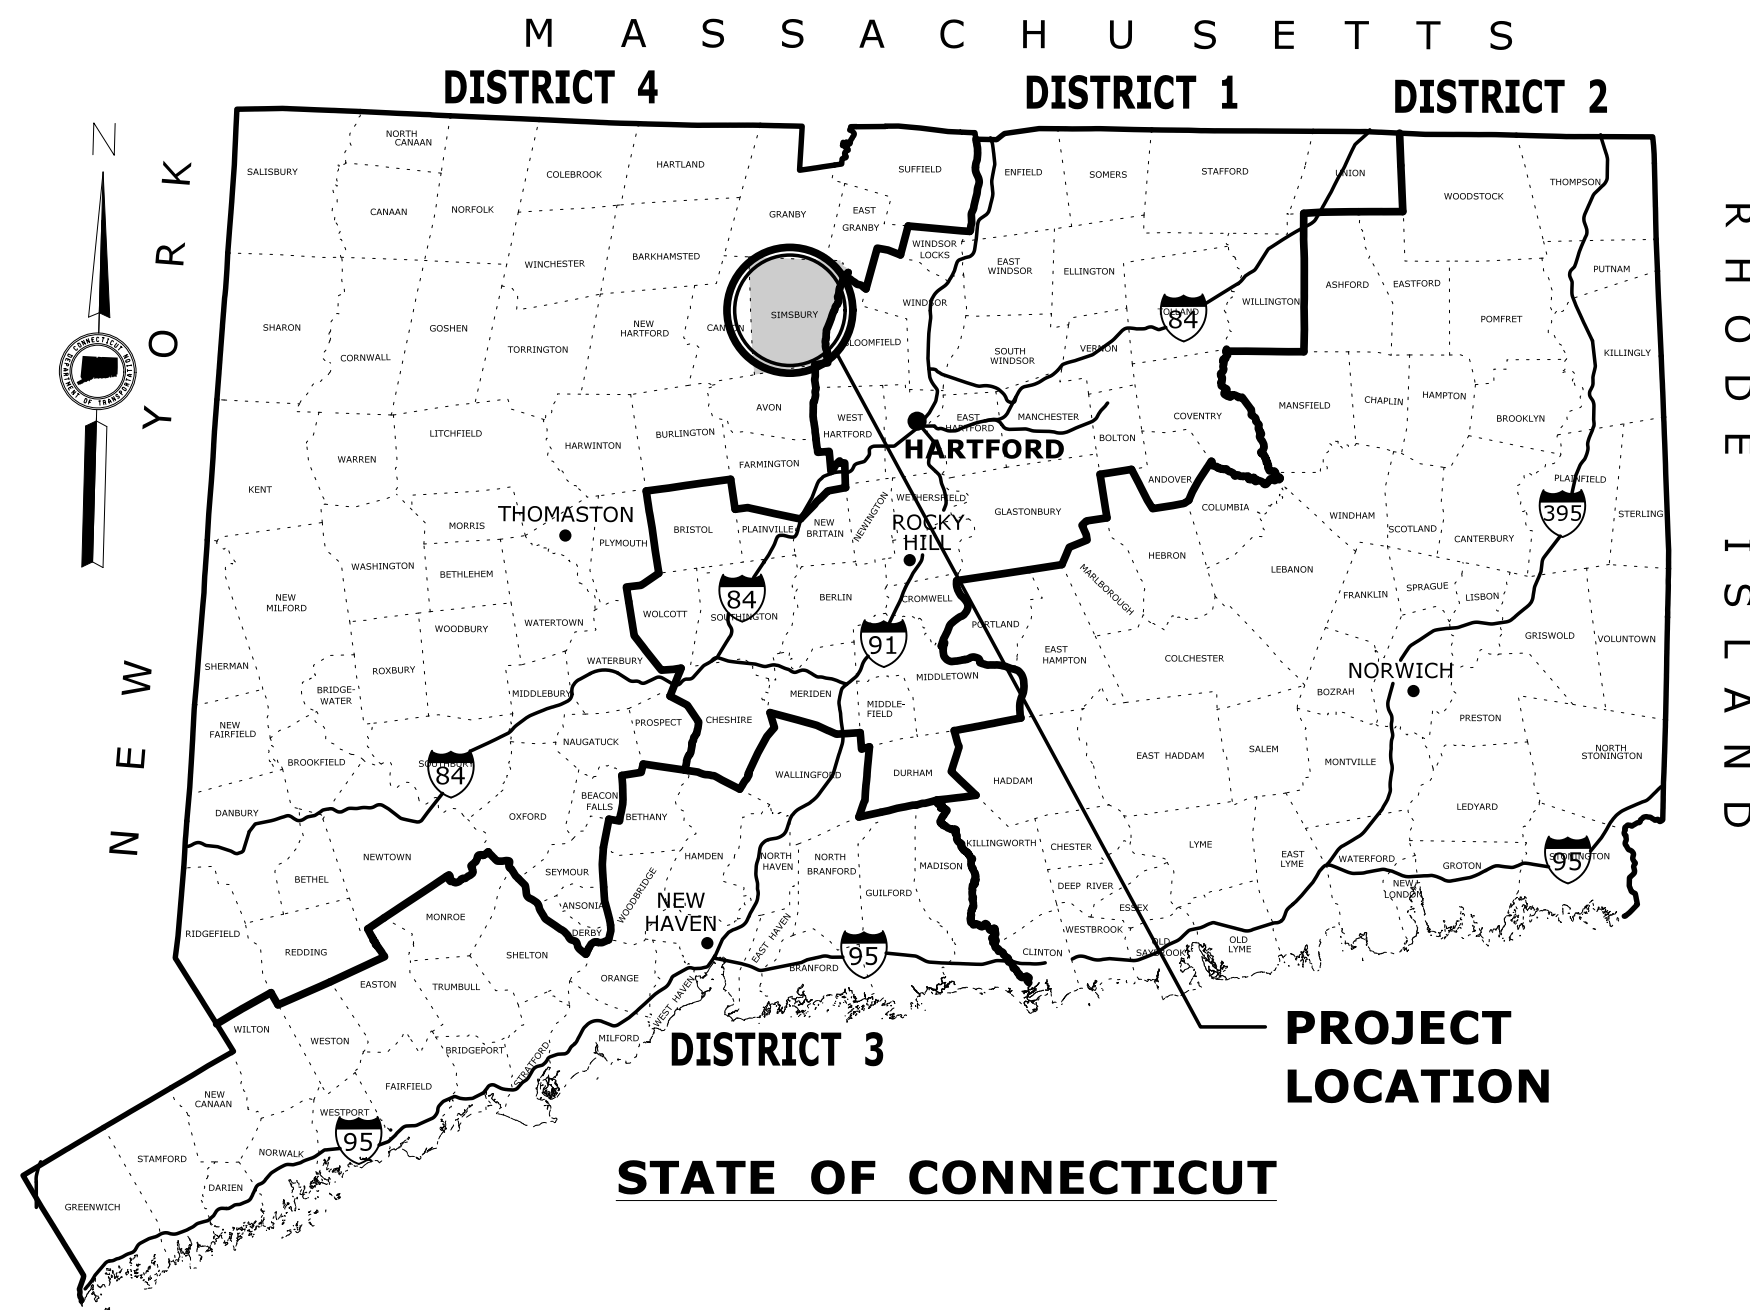 M A S S A C H U S E T T S
DISTRICT 4
DISTRICT 1
DISTRICT 2
N
N E W Y O R K
R H O D E I S L A N D
CONNECTICUT
DEPARTMENT OF TRANSPORTATION
SALISBURY
NORTH
CANAAN
CANAAN
NORFOLK
COLEBROOK
HARTLAND
GRANBY
EAST
GRANBY
SUFFIELD
ENFIELD
SOMERS
STAFFORD
UNION
WOODSTOCK
THOMPSON
WINCHESTER
BARKHAMSTED
WINDSOR
LOCKS
EAST
WINDSOR
ELLINGTON
WILLINGTON
ASHFORD
EASTFORD
PUTNAM
SHARON
CORNWALL
GOSHEN
TORRINGTON
NEW
HARTFORD
CANTON
SIMSBURY
WINDSOR
BLOOMFIELD
SOUTH
WINDSOR
VERNON
TOLLAND
84
POMFRET
KILLINGLY
AVON
WEST
HARTFORD
EAST
HARTFORD
MANCHESTER
HARTFORD
BOLTON
COVENTRY
MANSFIELD
CHAPLIN
HAMPTON
BROOKLYN
LITCHFIELD
HARWINTON
BURLINGTON
FARMINGTON
WARREN
KENT
ANDOVER
COLUMBIA
WINDHAM
SCOTLAND
CANTERBURY
PLAINFIELD
395
STERLING
THOMASTON
MORRIS
PLYMOUTH
BRISTOL
PLAINVILLE
NEW
BRITAIN
NEWINGTON
WETHERSFIELD
ROCKY
HILL
GLASTONBURY
HEBRON
MARLBOROUGH
LEBANON
FRANKLIN
SPRAGUE
LISBON
GRISWOLD
VOLUNTOWN
WASHINGTON
BETHLEHEM
NEW
MILFORD
WOODBURY
WATERTOWN
WOLCOTT
84
SOUTHINGTON
BERLIN
CROMWELL
91
PORTLAND
EAST
HAMPTON
COLCHESTER
NORWICH
BOZRAH
PRESTON
NORTH
STONINGTON
SHERMAN
ROXBURY
BRIDGE-
WATER
WATERBURY
MIDDLEBURY
MERIDEN
MIDDLETOWN
MIDDLE-
FIELD
NEW
FAIRFIELD
BROOKFIELD
SOUTHBURY
84
NAUGATUCK
PROSPECT
CHESHIRE
WALLINGFORD
DURHAM
HADDAM
EAST HADDAM
SALEM
MONTVILLE
LEDYARD
DANBURY
OXFORD
BEACON
FALLS
BETHANY
NEWTOWN
BETHEL
SEYMOUR
HAMDEN
NORTH
HAVEN
NORTH
BRANFORD
MADISON
KILLINGWORTH
CHESTER
LYME
EAST
LYME
WATERFORD
GROTON
STONINGTON
95
NEW
LONDON
GUILFORD
DEEP RIVER
ESSEX
WESTBROOK
ANSONIA
WOODBRIDGE
DERBY
NEW
HAVEN
EAST HAVEN
BRANFORD
95
CLINTON
OLD
SAYBROOK
OLD
LYME
RIDGEFIELD
REDDING
MONROE
SHELTON
ORANGE
EASTON
TRUMBULL
WEST HAVEN
MILFORD
WILTON
WESTON
BRIDGEPORT
STRATFORD
FAIRFIELD
NEW
CANAAN
WESTPORT
95
NORWALK
STAMFORD
DARIEN
GREENWICH
DISTRICT 3
PROJECT
LOCATION
STATE OF CONNECTICUT